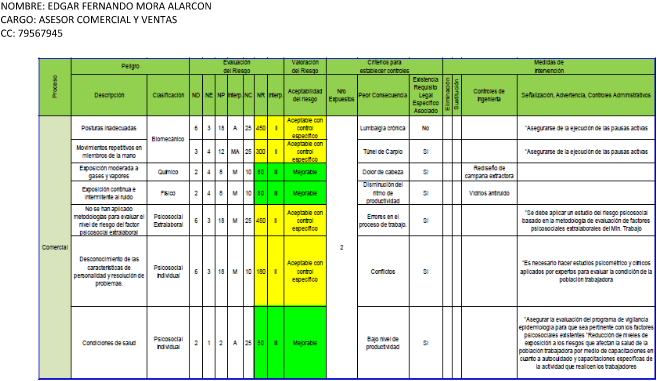 NOMBRE: EDGAR FERNANDO MORA ALARCON
CARGO: ASESOR COMERCIAL Y VENTAS
CC: 79567945
Proceso
Peligro
Evaluación
del Riesgo
Valoración
del Riesgo
Criterios para
establecer controles
Medidas de
Intervención
Descripción
Clasificación
ND
NE
NP
Interp.
NC
NR
Interp.
Aceptabilidad
del riesgo
Nro
Expuestos
Peor Consecuencia
Existencia
Requisito
Legal
Específico
Asociado
Eliminación
Sustitución
Controles de
Ingeniería
Señalización, Advertencia, Controles Administrativos
Comercial
Posturas Inadecuadas
Biomecánico
6 3 18 A 25 450 II
Aceptable con
control
específico
2
Lumbalgia crónica
No
"Asegurarse de la ejecución de las pausas activas
Movimientos repetitivos en
miembros de la mano
3 4 12 MA 25 300 II
Aceptable con
control
específico
Túnel de Carpio
Si
"Asegurarse de la ejecución de las pausas activas
Exposición moderada a
gases y vapores
Químico
2 4 8 M 10 80 III
Mejorable
Dolor de cabeza
Si
Rediseño de
campana extractora
Exposición continua e
intermitente al ruido
Físico
2 4 8 M 10 80 III
Mejorable
Disminución del
ritmo de
productividad
Si
Vidrios antiruido
No se han aplicado
metodologías para evaluar el
nivel de riesgo del factor
psicosocial extralaboral
Psicosocial
Extralaboral
6 3 18 M 25 450 II
Aceptable con
control
específico
Errores en el
proceso de trabajo.
Si
"Se debe aplicar un estudio del riesgo psicosocial
basado en la metodología de evaluación de factores
psicosociales extralaborales del Min. Trabajo
Desconocimiento de las
características de
personalidad y resolución de
problemas.
Psicosocial
Individual
6 3 18 M 10 180 II
Aceptable con
control
específico
Conflictos
Si
"Es necesario hacer estudios psicométrico y clínicos
aplicados por expertos para evaluar la condición de la
población trabajadora
Condiciones de salud
Psicosocial
Individual
2 1 2 A 25 50 III
Mejorable
Bajo nivel de
productividad
Si
"Asegurar la evaluación del programa de vigilancia
epidemiología para que sea pertinente con los factores
psicosociales existentes "Reducción de niveles de
exposición a los riesgos que afectan la salud de la
población trabajadora por medio de capacitaciones en
cuanto a autocuidado y capacitaciones específicas de
la actividad que realicen los trabajadores